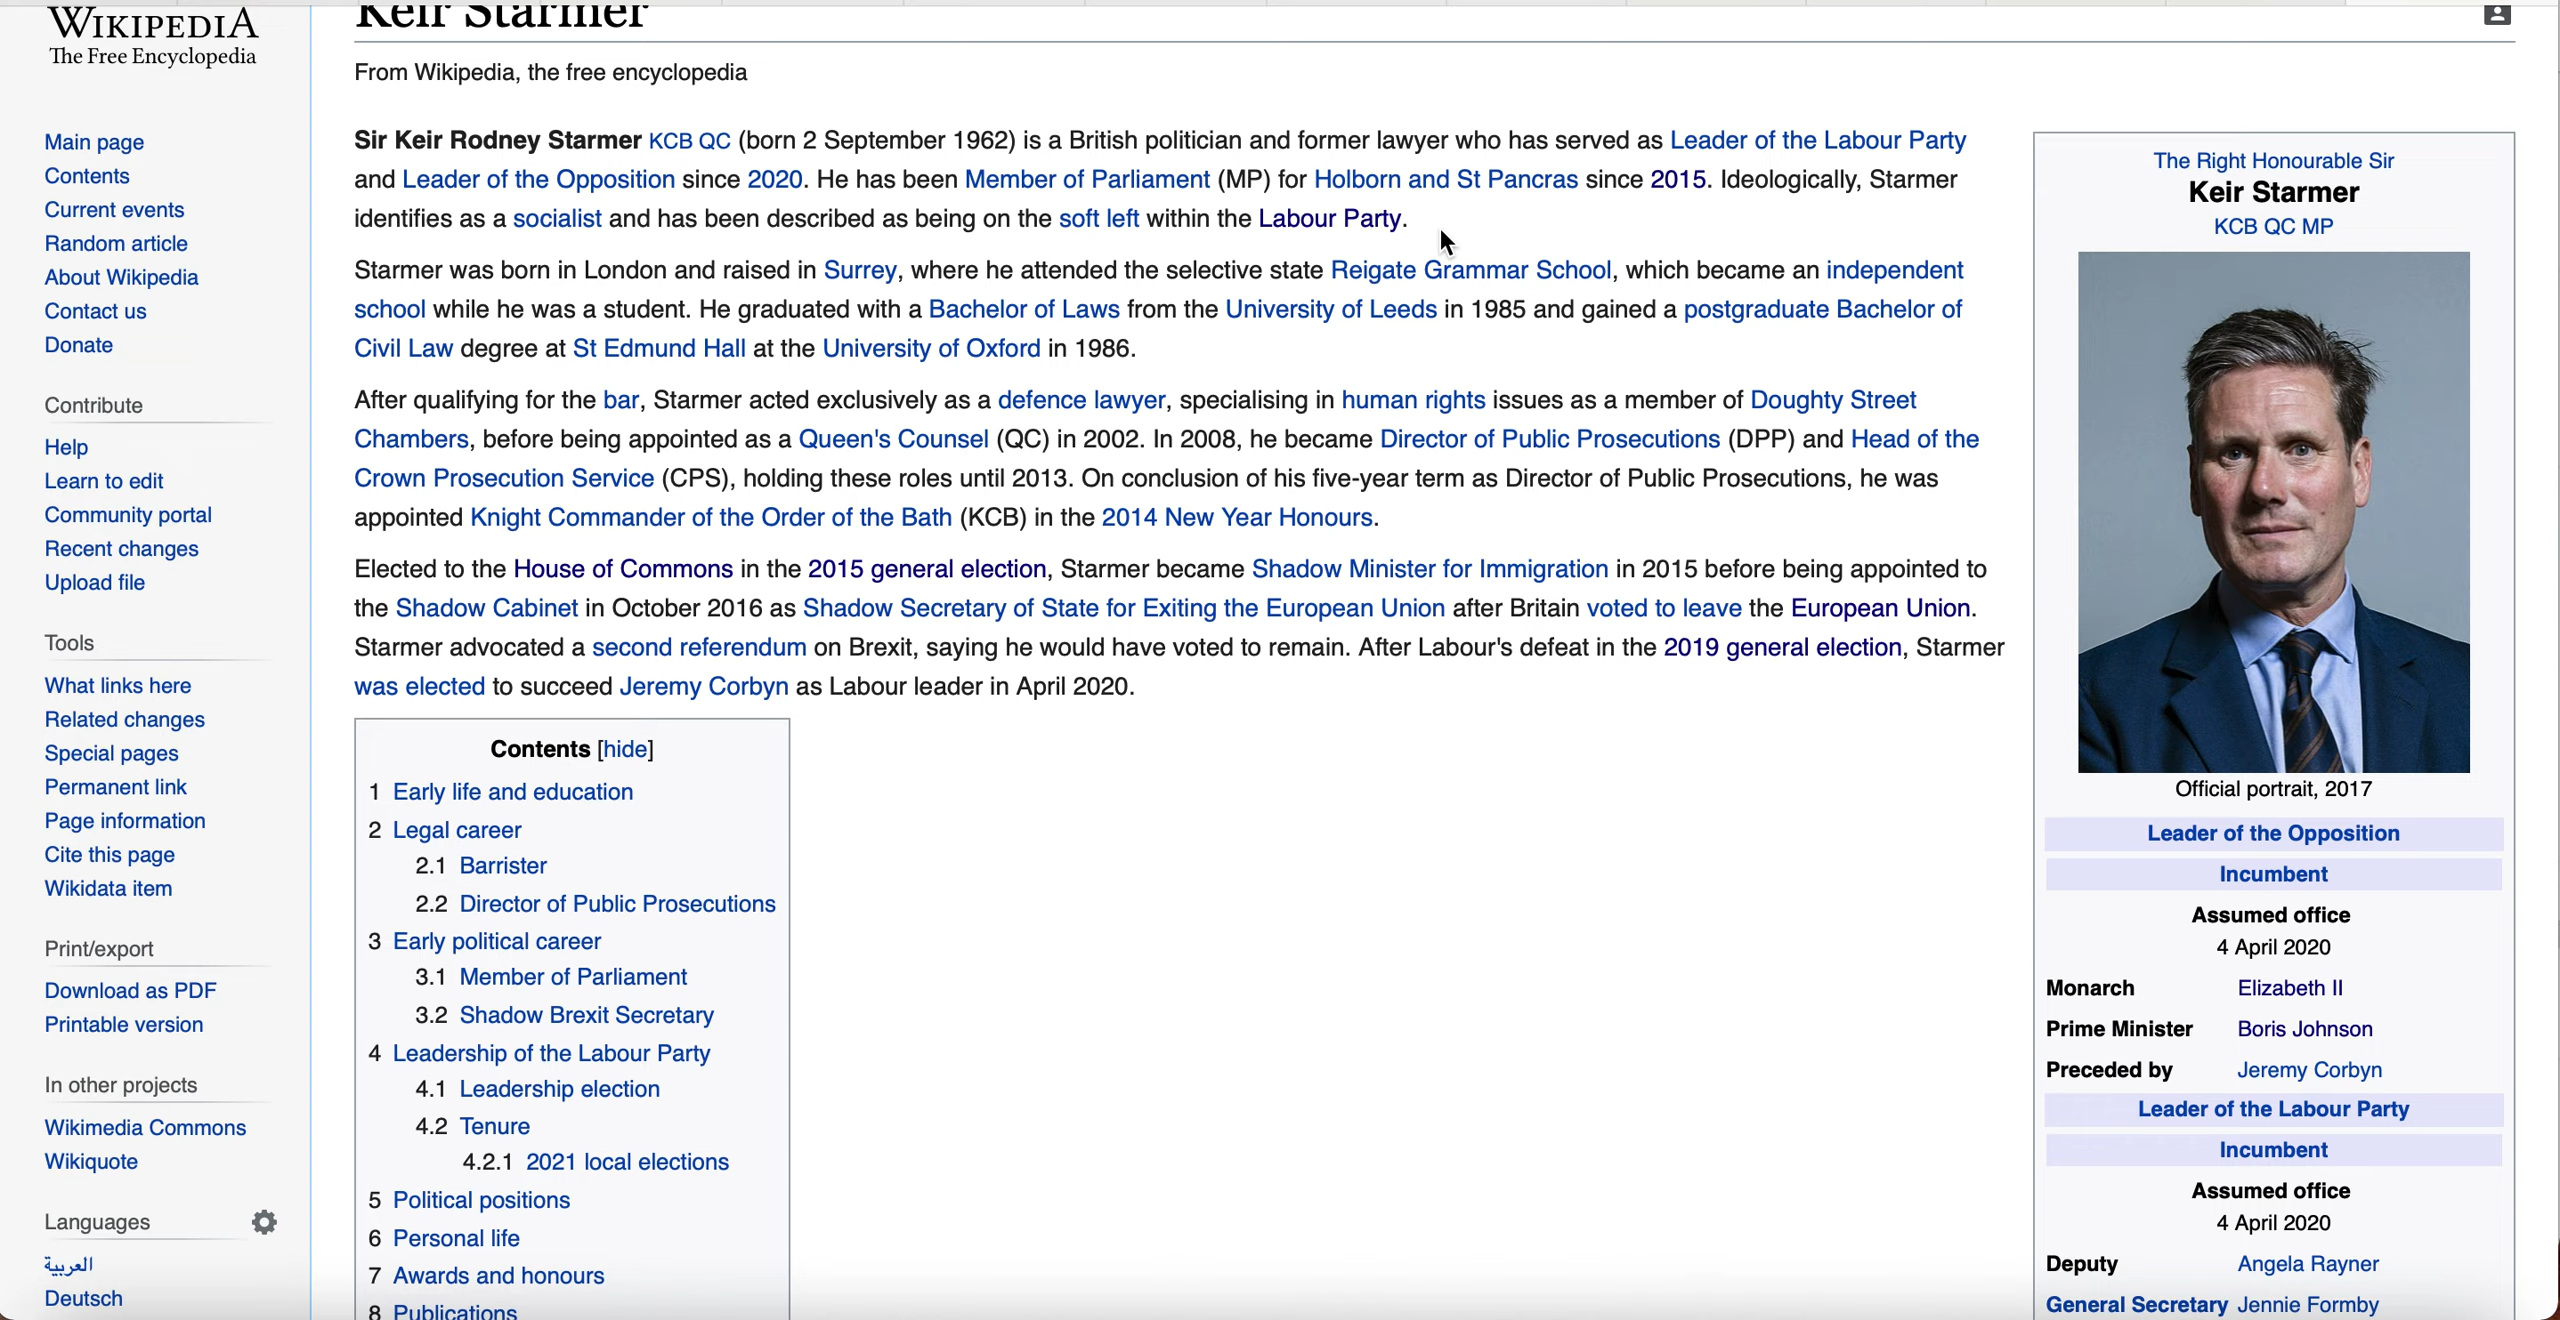 WIKIPEDIA
The Free Encyclopedia
Main page
Contents
Current events
Random article
About Wikipedia
Contact us
Donate
Contribute
Help
Learn to edit
Community portal
Recent changes
Upload file
Tools
What links here
Related changes
Special pages
Permanent link
Page information
Cite this page
Wikidata item
Print/export
Download as PDF
Printable version
In other projects
Wikimedia Commons
Wikiquote
Languages
العربية
Deutsch
Keir Starmer
From Wikipedia, the free encyclopedia
Sir Keir Rodney Starmer KCB QC (born 2 September 1962) is a British politician and former lawyer who has served as Leader of the Labour Party
and Leader of the Opposition since 2020. He has been Member of Parliament (MP) for Holborn and St Pancras since 2015. Ideologically, Starmer
identifies as a socialist and has been described as being on the soft left within the Labour Party.
Starmer was born in London and raised in Surrey, where he attended the selective state Reigate Grammar School, which became an independent
school while he was a student. He graduated with a Bachelor of Laws from the University of Leeds in 1985 and gained a postgraduate Bachelor of
Civil Law degree at St Edmund Hall at the University of Oxford in 1986.
After qualifying for the bar, Starmer acted exclusively as a defence lawyer, specialising in human rights issues as a member of Doughty Street
Chambers, before being appointed as a Queen's Counsel (QC) in 2002. In 2008, he became Director of Public Prosecutions (DPP) and Head of the
Crown Prosecution Service (CPS), holding these roles until 2013. On conclusion of his five-year term as Director of Public Prosecutions, he was
appointed Knight Commander of the Order of the Bath (KCB) in the 2014 New Year Honours.
Elected to the House of Commons in the 2015 general election, Starmer became Shadow Minister for Immigration in 2015 before being appointed to
the Shadow Cabinet in October 2016 as Shadow Secretary of State for Exiting the European Union after Britain voted to leave the European Union.
Starmer advocated a second referendum on Brexit, saying he would have voted to remain. After Labour's defeat in the 2019 general election, Starmer
was elected to succeed Jeremy Corbyn as Labour leader in April 2020.
Contents [hide]
1 Early life and education
2 Legal career
2.1 Barrister
2.2 Director of Public Prosecutions
3 Early political career
3.1 Member of Parliament
3.2 Shadow Brexit Secretary
4 Leadership of the Labour Party
4.1 Leadership election
4.2 Tenure
4.2.1 2021 local elections
5 Political positions
6 Personal life
7 Awards and honours
8 Publications
The Right Honourable Sir
Keir Starmer
KCB QC MP
Official portrait, 2017
Leader of the Opposition
Incumbent
Assumed office
4 April 2020
Monarch Elizabeth II
Prime Minister Boris Johnson
Preceded by Jeremy Corbyn
Leader of the Labour Party
Incumbent
Assumed office
4 April 2020
Deputy Angela Rayner
General Secretary Jennie Formby